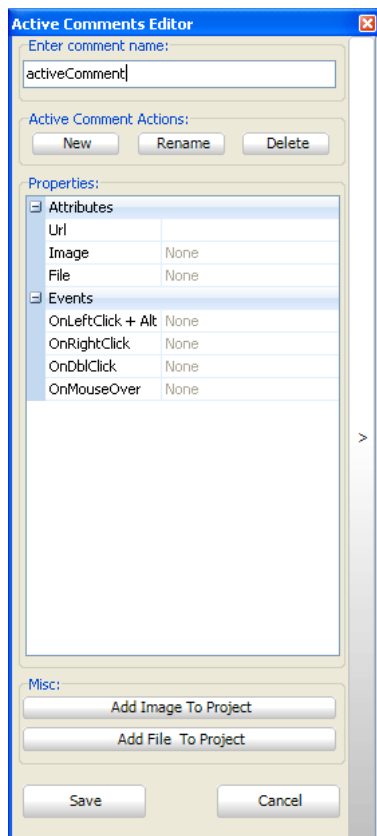 Active Comments Editor
Enter comment name:
activeComment
Active Comment Actions:
New Rename Delete
Properties:
Attributes
Url
Image None
File None
Events
OnLeftClick + Alt None
OnRightClick None
OnDblClick None
OnMouseOver None
>
Misc:
Add Image To Project
Add File To Project
Save Cancel